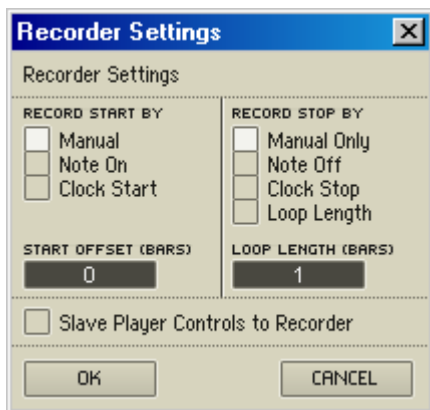 Recorder Settings
Recorder Settings
RECORD START BY
Manual
Note On
Clock Start
START OFFSET (BARS)
0
RECORD STOP BY
Manual Only
Note Off
Clock Stop
Loop Length
LOOP LENGTH (BARS)
1
Slave Player Controls to Recorder
OK
CANCEL